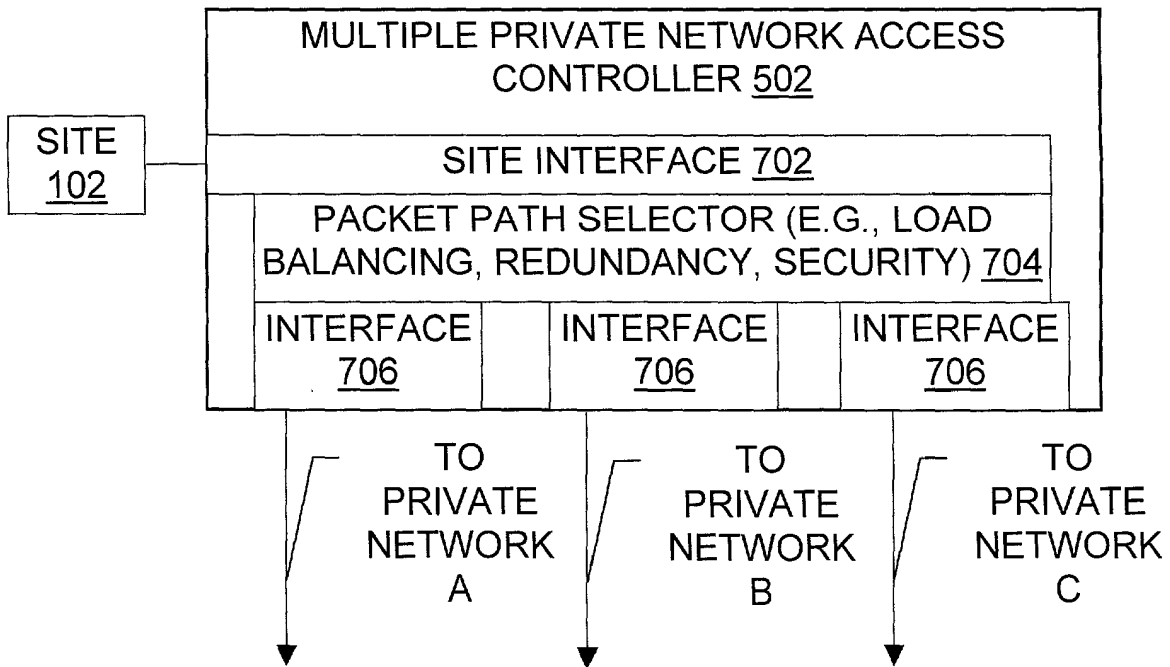 MULTIPLE PRIVATE NETWORK ACCESS
CONTROLLER 502
SITE
102
SITE INTERFACE 702
PACKET PATH SELECTOR (E.G., LOAD
BALANCING, REDUNDANCY, SECURITY) 704
INTERFACE
706
INTERFACE
706
INTERFACE
706
TO
PRIVATE
NETWORK
A
TO
PRIVATE
NETWORK
B
TO
PRIVATE
NETWORK
C